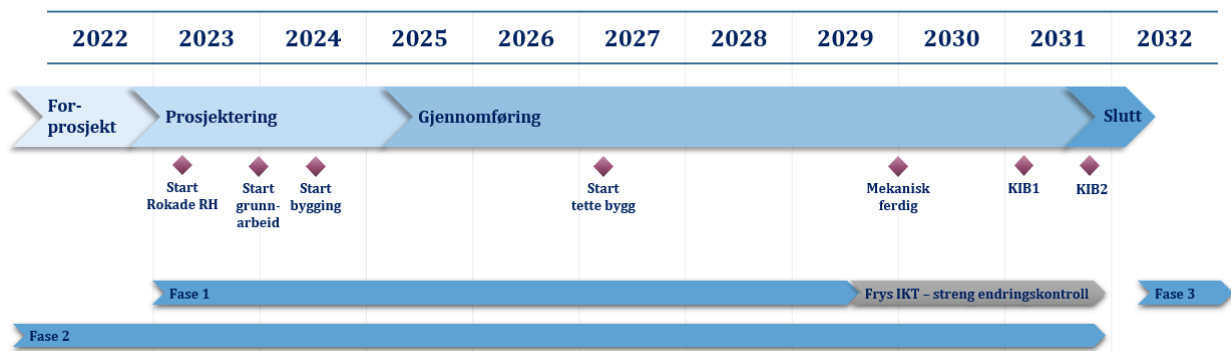 2022 2023 2024 2025 2026 2027 2028 2029 2030 2031 2032
For-
prosjekt
Prosjektering
Gjennomføring
Slutt
Start
Rokade RH
Start
grunn-
arbeid
Start
bygging
Start
tette bygg
Mekanisk
ferdig
KIB1
KIB2
Fase 1
Frys IKT – streng endringskontroll
Fase 3
Fase 2